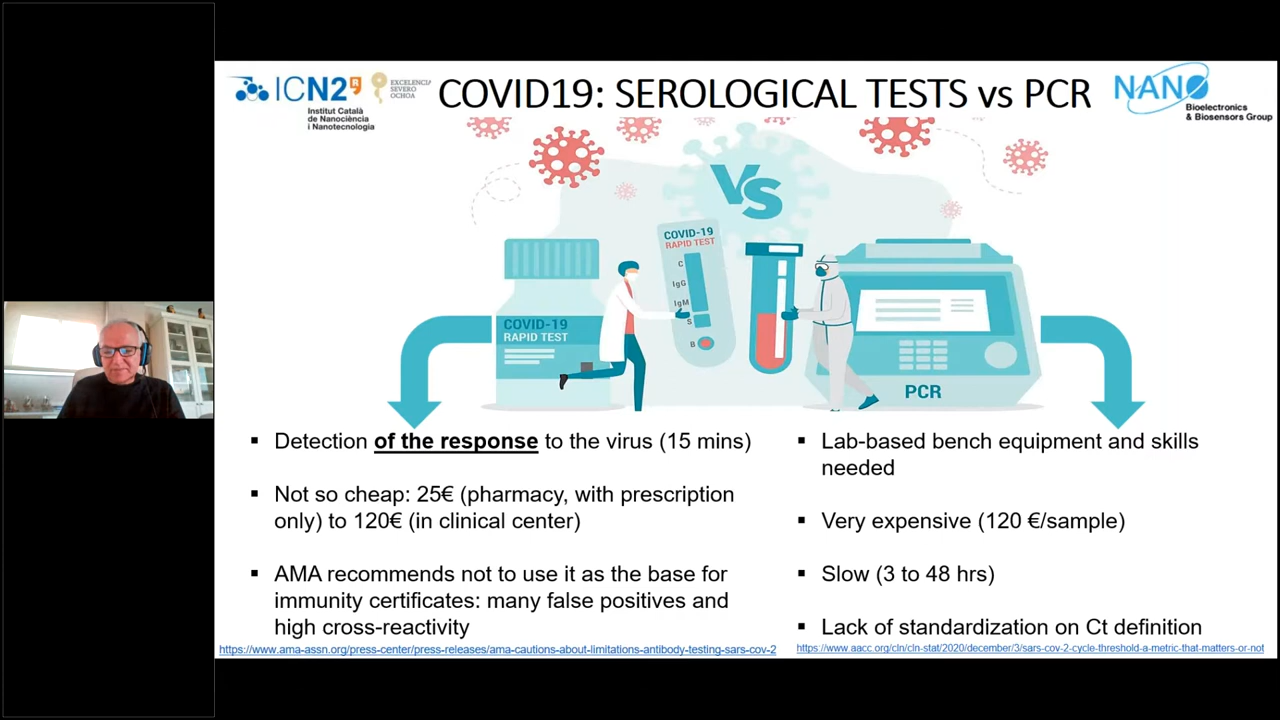 ICN2
Institut Català
de Nanociència
i Nanotecnologia
EXCELENCIA
SEVERO
OCHOA
COVID19: SEROLOGICAL TESTS vs PCR
NANO
Bioelectronics
& Biosensors Group
VS
COVID-19
RAPID TEST
C
IgG
IgM
S
B
COVID-19
RAPID TEST
PCR
▪ Detection of the response to the virus (15 mins)
▪ Not so cheap: 25€ (pharmacy, with prescription
only) to 120€ (in clinical center)
▪ AMA recommends not to use it as the base for
immunity certificates: many false positives and
high cross-reactivity
https://www.ama-assn.org/press-center/press-releases/ama-cautions-about-limitations-antibody-testing-sars-cov-2
▪ Lab-based bench equipment and skills
needed
▪ Very expensive (120 €/sample)
▪ Slow (3 to 48 hrs)
▪ Lack of standardization on Ct definition
https://www.aacc.org/cln/cln-stat/2020/december/3/sars-cov-2-cycle-threshold-a-metric-that-matters-or-not